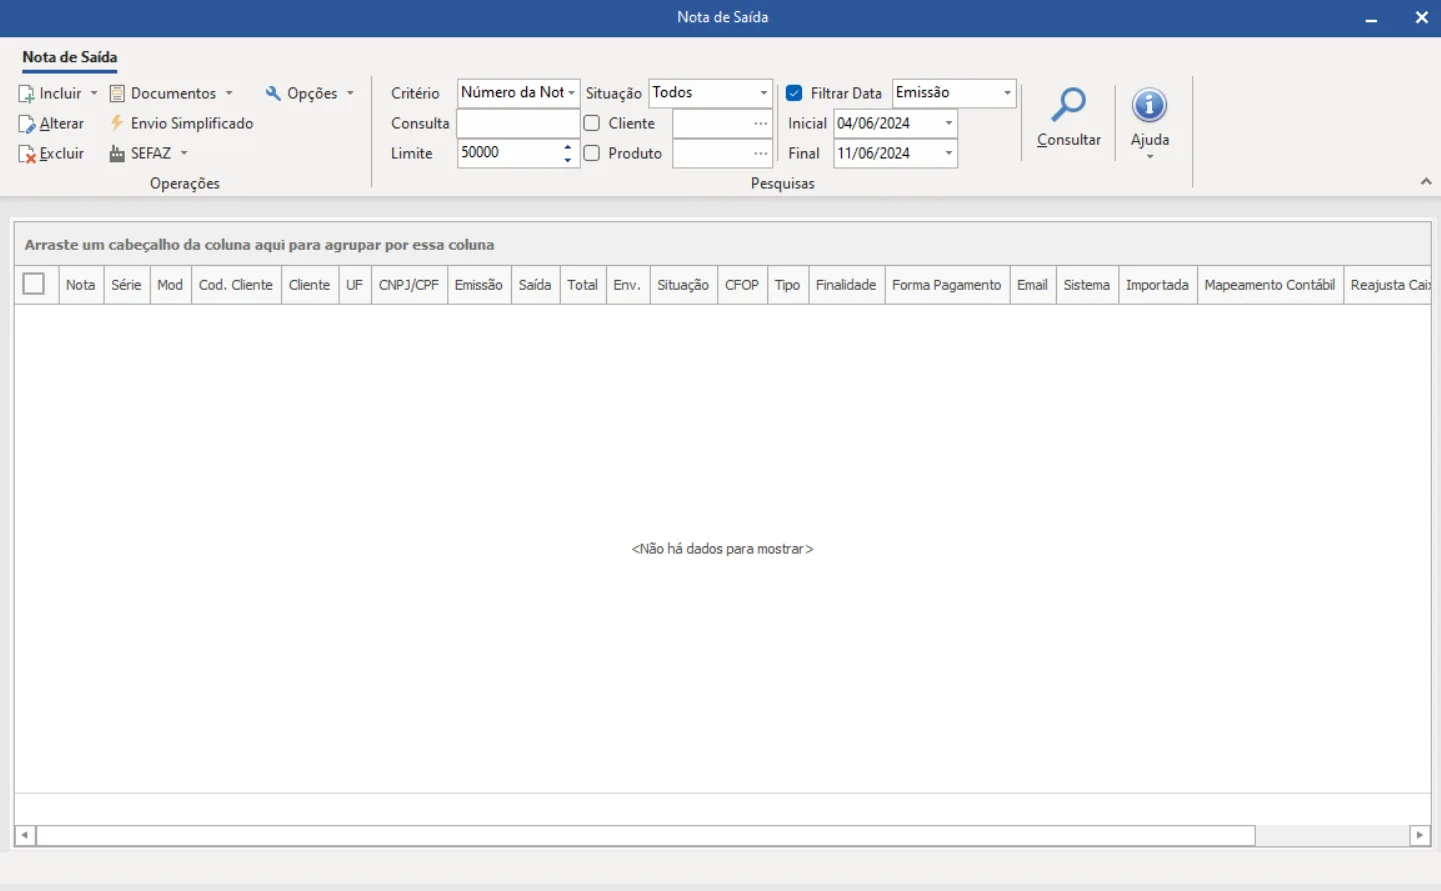 Nota de Saída
Nota de Saída
Incluir Documentos Opções
Alterar Envio Simplificado
Excluir SEFAZ
Operações
Critério Número da Not Situação Todos Filtrar Data Emissão
Consulta Cliente ... Inicial 04/06/2024
Limite 50000 Produto ... Final 11/06/2024
Pesquisas
Consultar
Ajuda
Arraste um cabeçalho da coluna aqui para agrupar por essa coluna
Nota Série Mod Cod. Cliente Cliente UF CNPJ/CPF Emissão Saída Total Env. Situação CFOP Tipo Finalidade Forma Pagamento Email Sistema Importada Mapeamento Contábil Reajusta Cai
<Não há dados para mostrar>